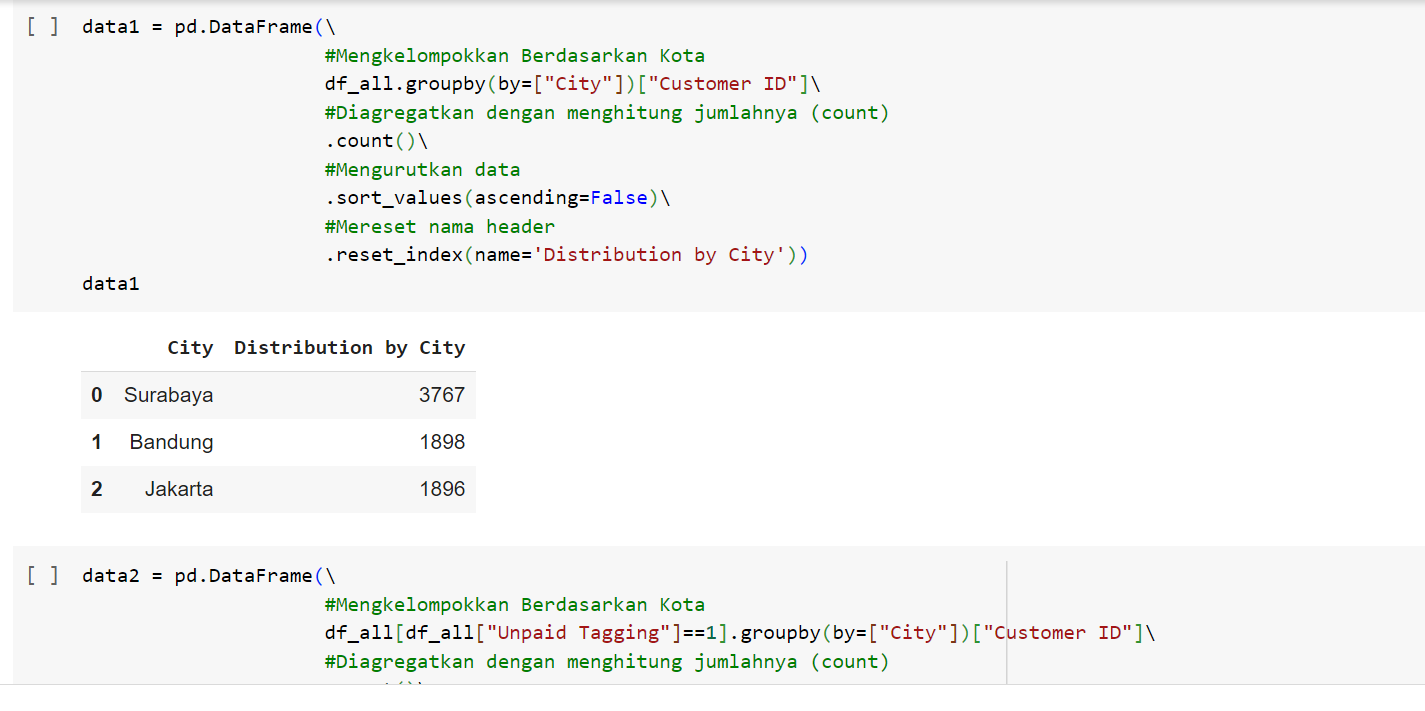 [ ] data1 = pd.DataFrame(\
#Mengkelompokkan Berdasarkan Kota
df_all.groupby(by=["City"])["Customer ID"]\
#Diagregatkan dengan menghitung jumlahnya (count)
.count()\
#Mengurutkan data
.sort_values(ascending=False)\
#Mereset nama header
.reset_index(name='Distribution by City'))
data1
City Distribution by City
0 Surabaya 3767
1 Bandung 1898
2 Jakarta 1896
[ ] data2 = pd.DataFrame(\
#Mengkelompokkan Berdasarkan Kota
df_all[df_all["Unpaid Tagging"]==1].groupby(by=["City"])["Customer ID"]\
#Diagregatkan dengan menghitung jumlahnya (count)